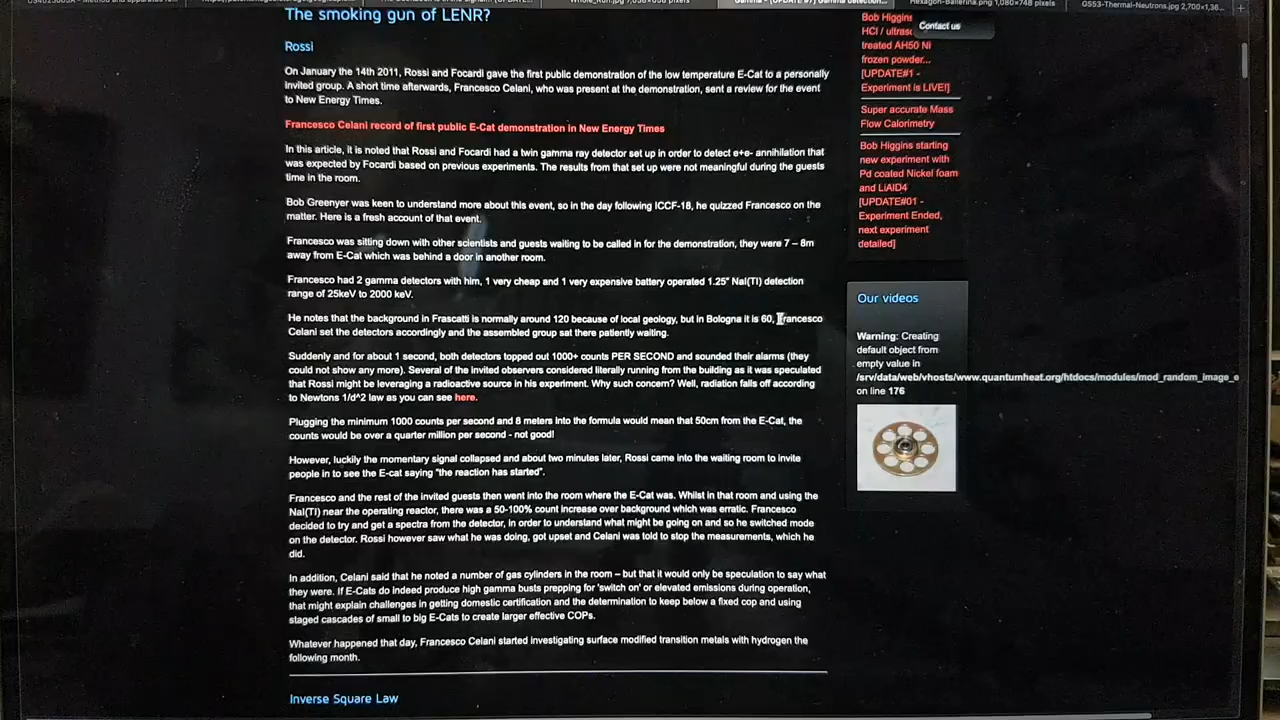 Hexagon-Ballerina.png 1,080×748 pixels
GS53-Thermal-Neutrons.jpg 2,700×1,36...
The smoking gun of LENR?
Rossi
On January the 14th 2011, Rossi and Focardi gave the first public demonstration of the low temperature E-Cat to a personally
invited group. A short time afterwards, Francesco Celani, who was present at the demonstration, sent a review for the event
to New Energy Times.
Francesco Celani record of first public E-Cat demonstration in New Energy Times
In this article, it is noted that Rossi and Focardi had a twin gamma ray detector set up in order to detect e+e- annihilation that
was expected by Focardi based on previous experiments. The results from that set up were not meaningful during the guests
time in the room.
Bob Greenyer was keen to understand more about this event, so in the day following ICCF-18, he quizzed Francesco on the
matter. Here is a fresh account of that event.
Francesco was sitting down with other scientists and guests waiting to be called in for the demonstration, they were 7 – 8m
away from E-Cat which was behind a door in another room.
Francesco had 2 gamma detectors with him, 1 very cheap and 1 very expensive battery operated 1.25" NaI(Tl) detection
range of 25keV to 2000 keV.
He notes that the background in Frascatti is normally around 120 because of local geology, but in Bologna it is 60, Francesco
Celani set the detectors accordingly and the assembled group sat there patiently waiting.
Suddenly and for about 1 second, both detectors topped out 1000+ counts PER SECOND and sounded their alarms (they
could not show any more). Several of the invited observers considered literally running from the building as it was speculated
that Rossi might be leveraging a radioactive source in his experiment. Why such concern? Well, radiation falls off according
to Newtons 1/d^2 law as you can see here.
Plugging the minimum 1000 counts per second and 8 meters into the formula would mean that 50cm from the E-Cat, the
counts would be over a quarter million per second - not good!
However, luckily the momentary signal collapsed and about two minutes later, Rossi came into the waiting room to invite
people in to see the E-cat saying "the reaction has started".
Francesco and the rest of the invited guests then went into the room where the E-Cat was. Whilst in that room and using the
NaI(Tl) near the operating reactor, there was a 50-100% count increase over background which was erratic. Francesco
decided to try and get a spectra from the detector, in order to understand what might be going on and so he switched mode
on the detector. Rossi however saw what he was doing, got upset and Celani was told to stop the measurements, which he
did.
In addition, Celani said that he noted a number of gas cylinders in the room – but that it would only be speculation to say what
they were. If E-Cats do indeed produce high gamma busts prepping for 'switch on' or elevated emissions during operation,
that might explain challenges in getting domestic certification and the determination to keep below a fixed cop and using
staged cascades of small to big E-Cats to create larger effective COPs.
Whatever happened that day, Francesco Celani started investigating surface modified transition metals with hydrogen the
following month.
Inverse Square Law
Bob Higgins
HCl /
treated AH50 Ni
frozen powder...
[UPDATE#1 -
Experiment is LIVE!]
Contact us
Super accurate Mass
Flow Calorimetry
Bob Higgins starting
new experiment with
Pd coated Nickel foam
and LiAlD4
[UPDATE#01 -
Experiment Ended,
next experiment
detailed]
Our videos
Warning: Creating
default object from
empty value in
/srv/data/web/vhosts/www.quantumheat.org/htdocs/modules/mod_random_image_e
on line 176